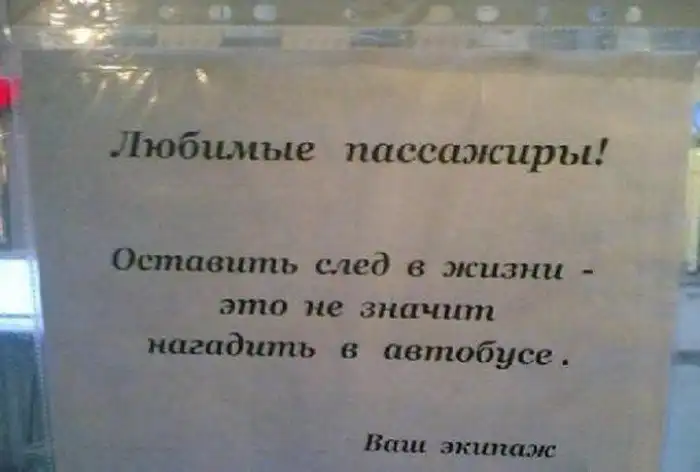 Любимые пассажиры!
Оставить след в жизни -
это не значит
нагадить в автобусе.
Ваш экипаж